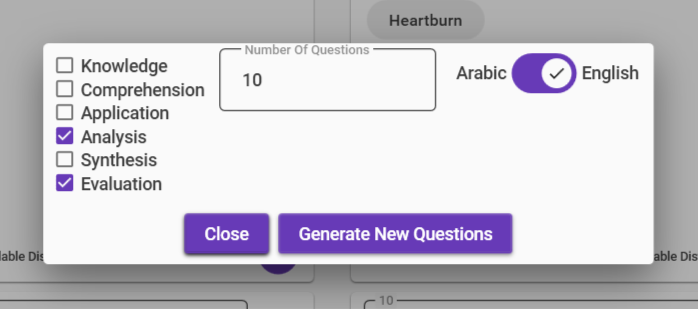 Heartburn
Knowledge
Comprehension
Application
Analysis
Synthesis
Evaluation
Number Of Questions
10
Arabic
English
Close
Generate New Questions
10